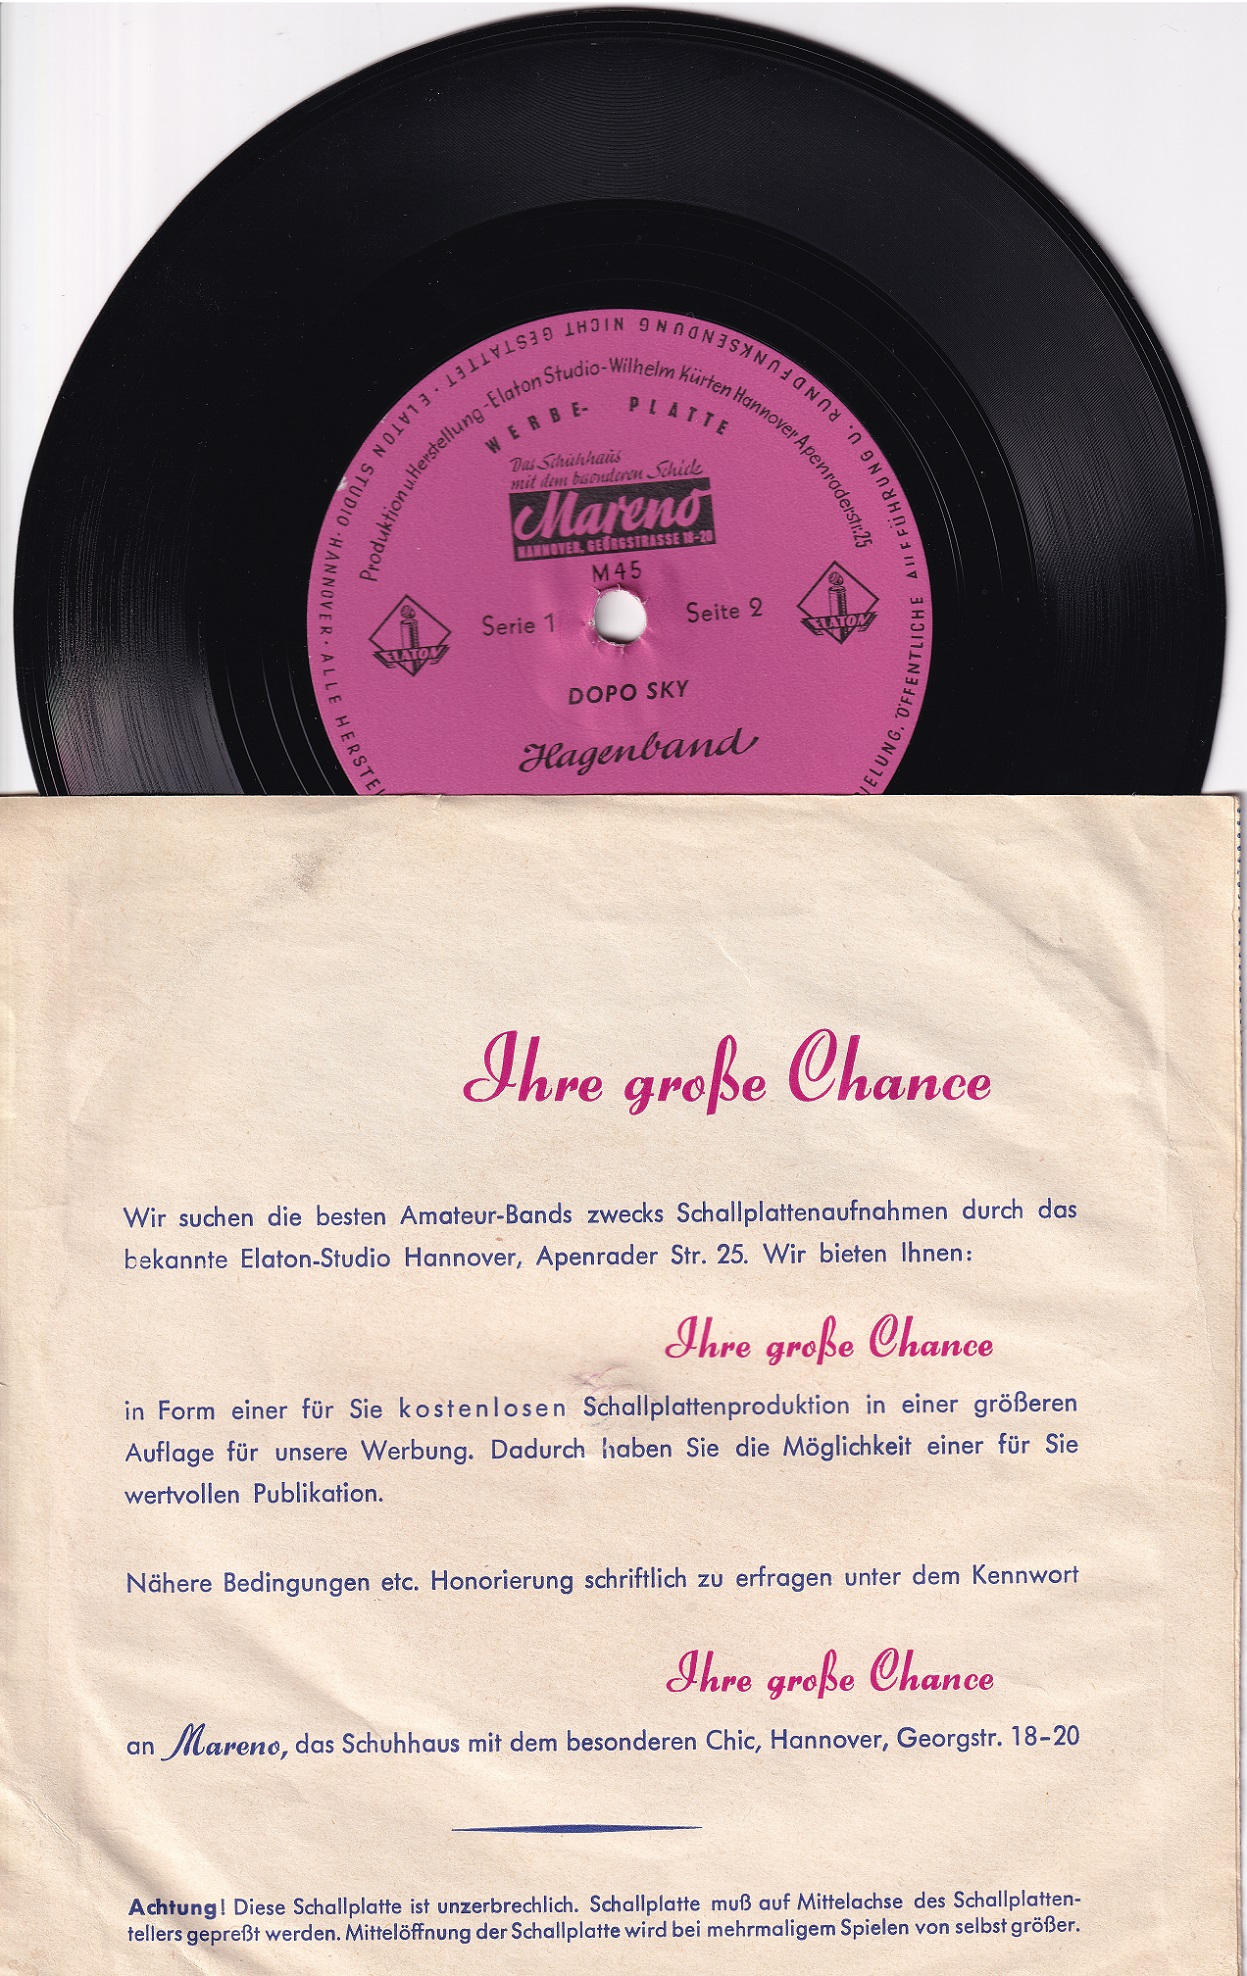 AUFFÜHRUNG U. RUNDFUNKSENDUNG NICHT GESTATTET · ELATON STUDIO · HANNOVER · ALLE HERSTEL
IELUNG, ÖFFENTLICHE
Produktion u. Herstellung - Elaton Studio - Wilhelm Kürten Hannover Apenraderstr. 25
WERBE- PLATTE
Das Schuhhaus
mit dem besonderen Schick
Mareno
HANNOVER, GEORGSTRASSE 18-20
M45
Serie 1 Seite 2
ELATON ELATON
DOPO SKY
Hagenband
Ihre große Chance
Wir suchen die besten Amateur-Bands zwecks Schallplattenaufnahmen durch das
bekannte Elaton-Studio Hannover, Apenrader Str. 25. Wir bieten Ihnen:
Ihre große Chance
in Form einer für Sie kostenlosen Schallplattenproduktion in einer größeren
Auflage für unsere Werbung. Dadurch haben Sie die Möglichkeit einer für Sie
wertvollen Publikation.
Nähere Bedingungen etc. Honorierung schriftlich zu erfragen unter dem Kennwort
Ihre große Chance
an Mareno, das Schuhhaus mit dem besonderen Chic, Hannover, Georgstr. 18-20
Achtung! Diese Schallplatte ist unzerbrechlich. Schallplatte muß auf Mittelachse des Schallplatten-
tellers gepreßt werden. Mittelöffnung der Schallplatte wird bei mehrmaligem Spielen von selbst größer.